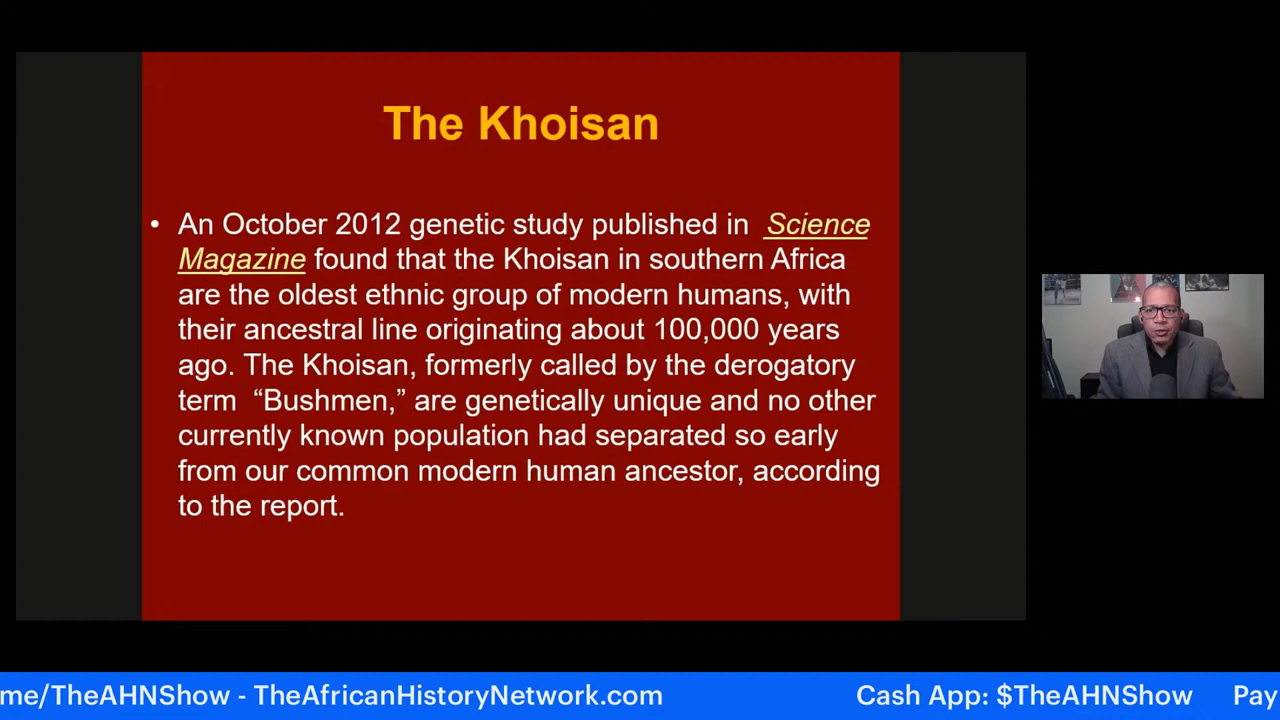 The Khoisan
• An October 2012 genetic study published in Science
Magazine found that the Khoisan in southern Africa
are the oldest ethnic group of modern humans, with
their ancestral line originating about 100,000 years
ago. The Khoisan, formerly called by the derogatory
term “Bushmen,” are genetically unique and no other
currently known population had separated so early
from our common modern human ancestor, according
to the report.
me/TheAHNShow - TheAfricanHistoryNetwork.com Cash App: $TheAHNShow Pay